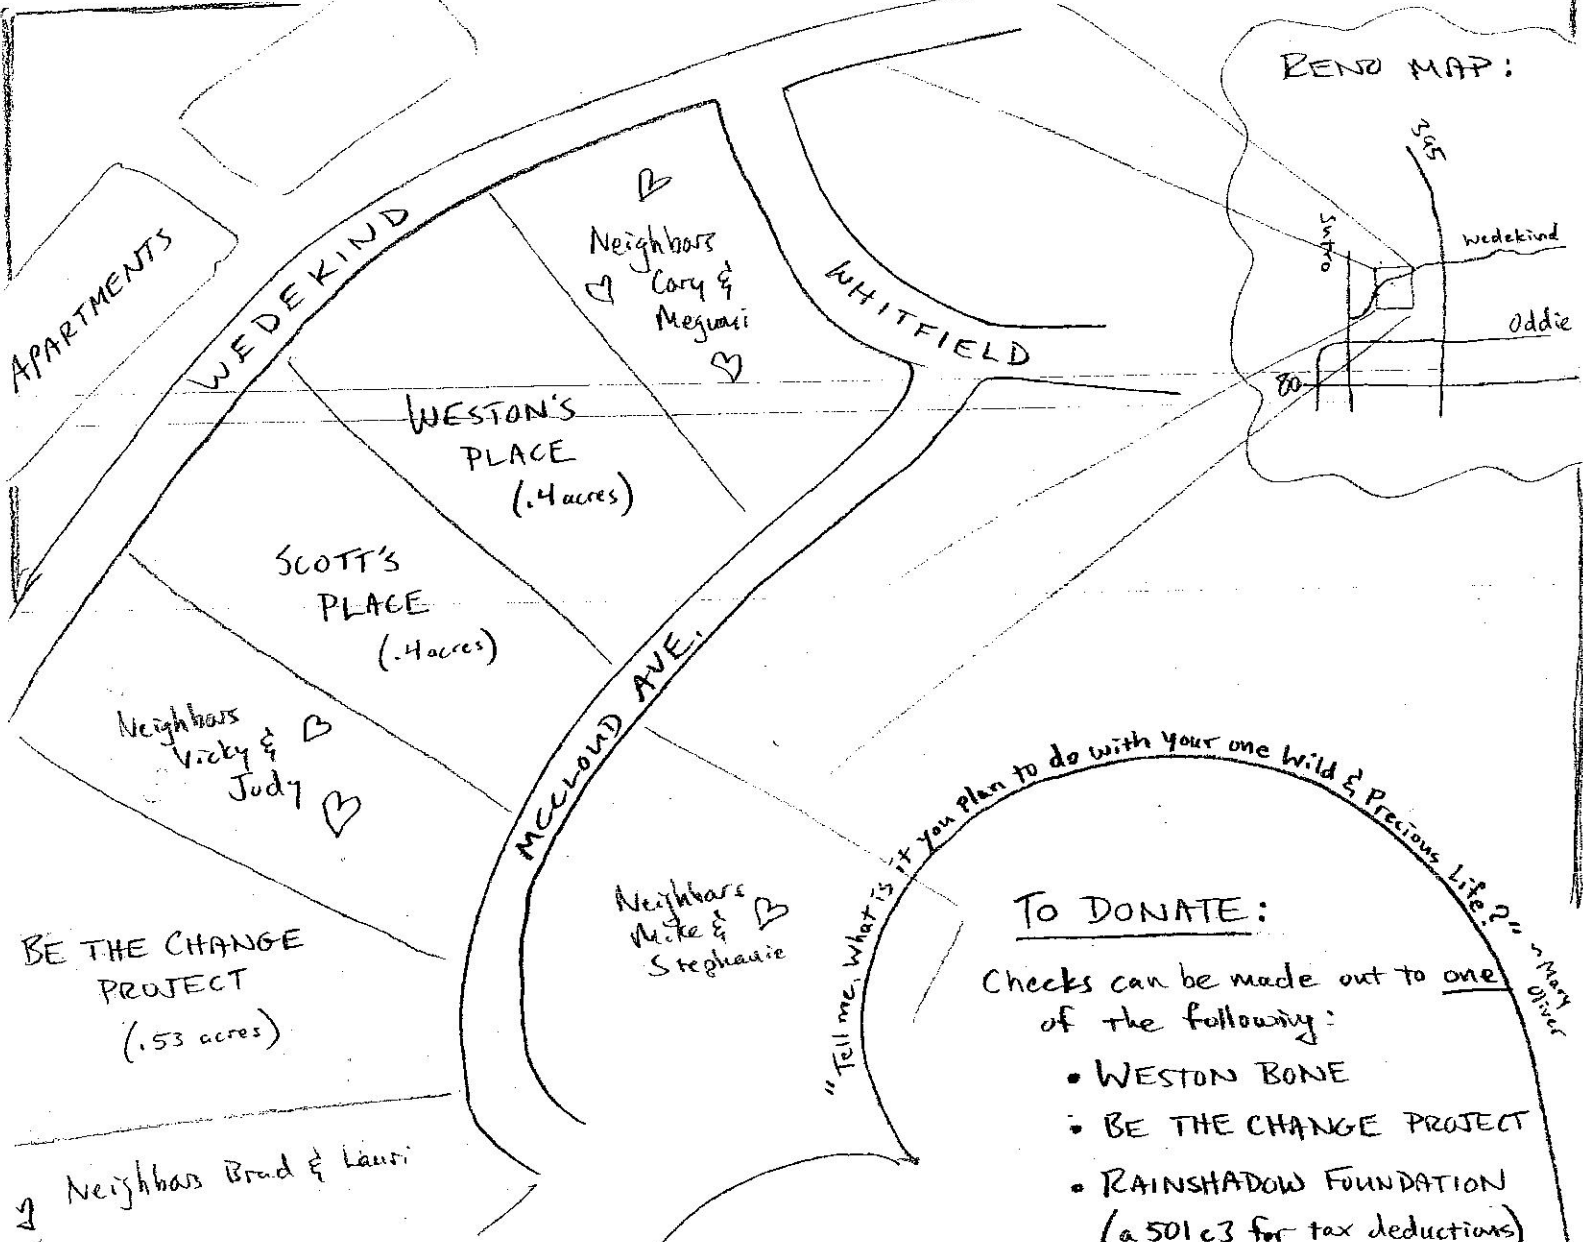 RENO MAP:
395
Sutro
Wedekind
Oddie
80
APARTMENTS
WEDEKIND
WHITFIELD
MCCLOUD AVE.
Neighbors
Cory &
WESTON'S
PLACE
(.4 acres)
SCOTT'S
PLACE
(.4 acres)
Neighbors
Vicky &
Judy
BE THE CHANGE
PROJECT
(.53 acres)
Neighbors Brad & Lauri
Neighbors
Mike &
Stephanie
"Tell me, What is it you plan to do with your one Wild & Precious Life?" ~ Mary
Oliver
TO DONATE:
Checks can be made out to one
of the following:
• WESTON BONE
• BE THE CHANGE PROJECT
• RAINSHADOW FOUNDATION
(a 501c3 for tax deductions)